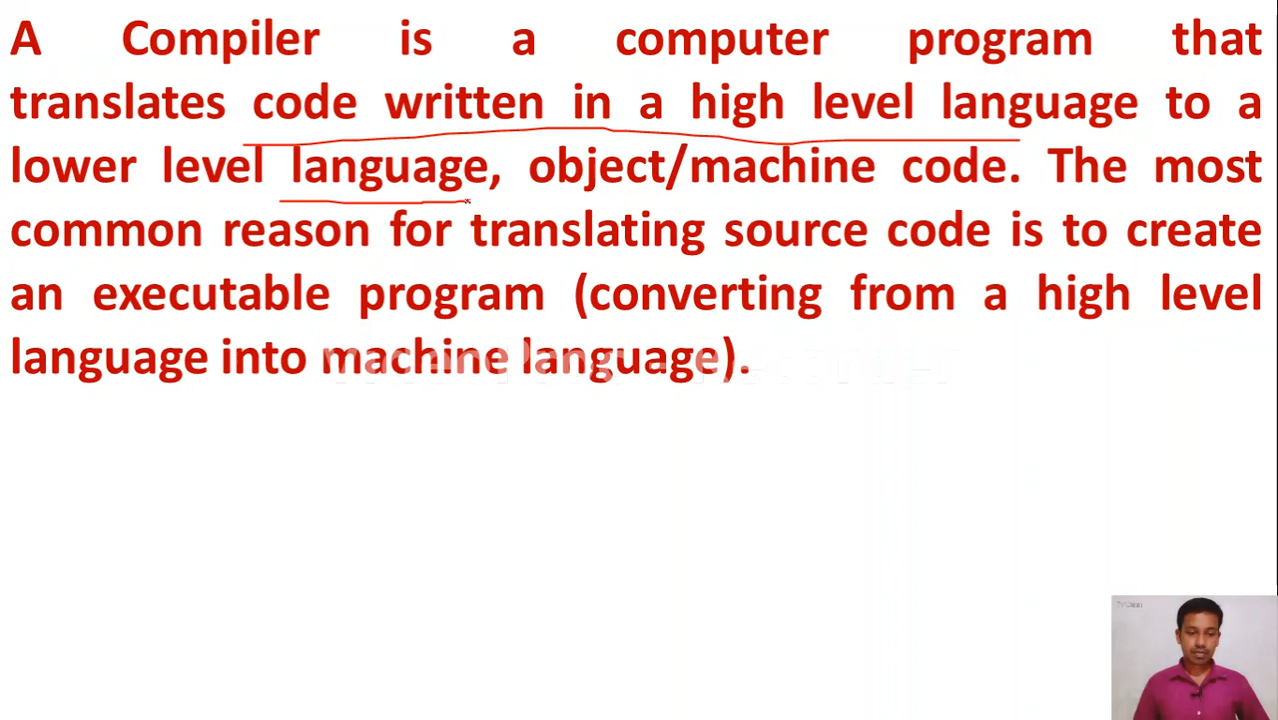 A Compiler is a computer program that
translates code written in a high level language to a
lower level language, object/machine code. The most
common reason for translating source code is to create
an executable program (converting from a high level
language into machine language).